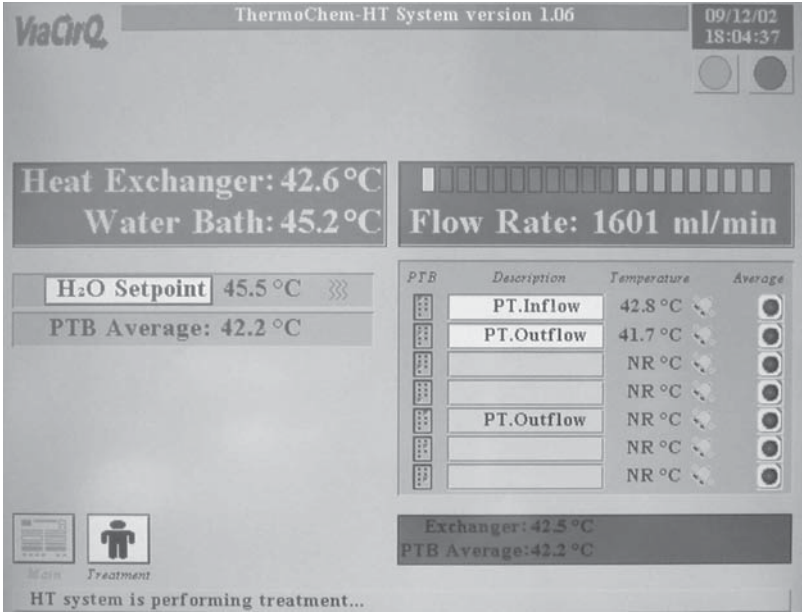 ViaCirQ
ThermoChem-HT System version 1.06
09/12/02
18:04:37
Heat Exchanger: 42.6°C
Water Bath: 45.2°C
Flow Rate: 1601 ml/min
H₂O Setpoint 45.5 °C
PTB Average: 42.2 °C
PTB Description Temperature Average
PT.Inflow 42.8 °C
PT.Outflow 41.7 °C
NR °C
NR °C
PT.Outflow NR °C
NR °C
NR °C
Exchanger:42.5 °C
PTB Average:42.2 °C
Main Treatment
HT system is performing treatment...